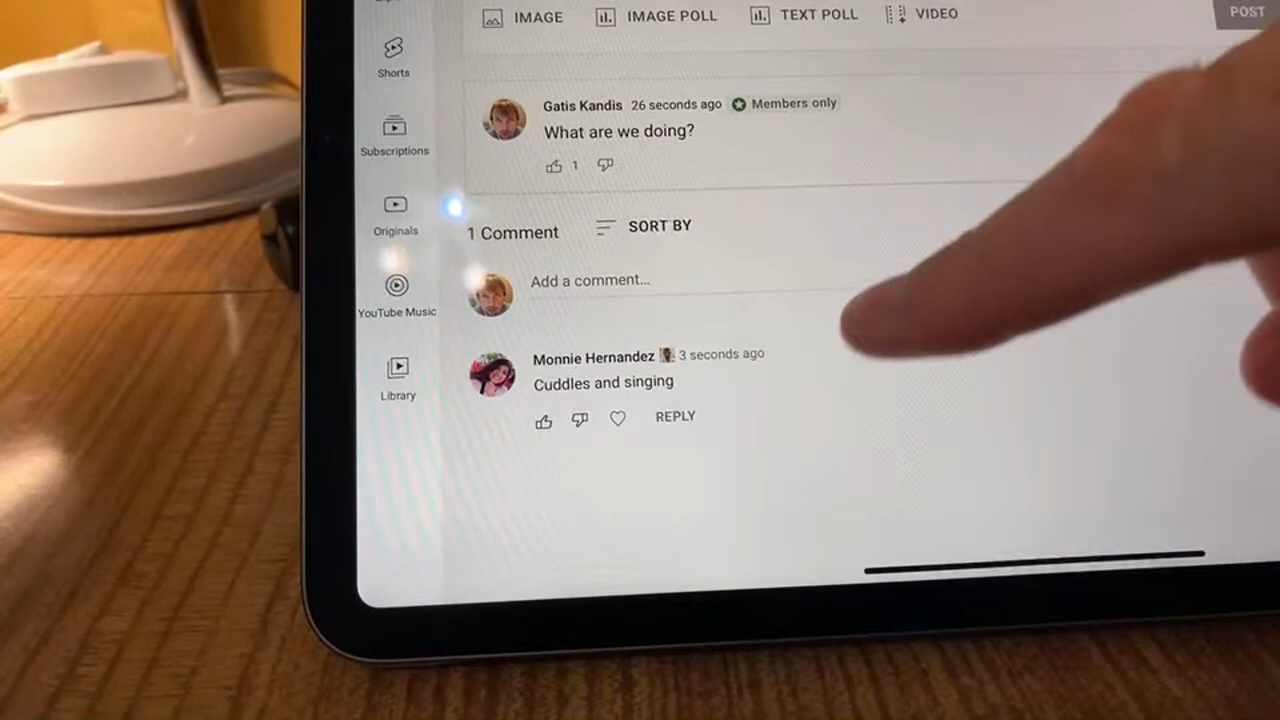 IMAGE
IMAGE POLL
TEXT POLL
VIDEO
POST
Shorts
Subscriptions
Originals
YouTube Music
Library
Gatis Kandis 26 seconds ago Members only
What are we doing?
1
1 Comment
SORT BY
Add a comment...
Monnie Hernandez 3 seconds ago
Cuddles and singing
REPLY